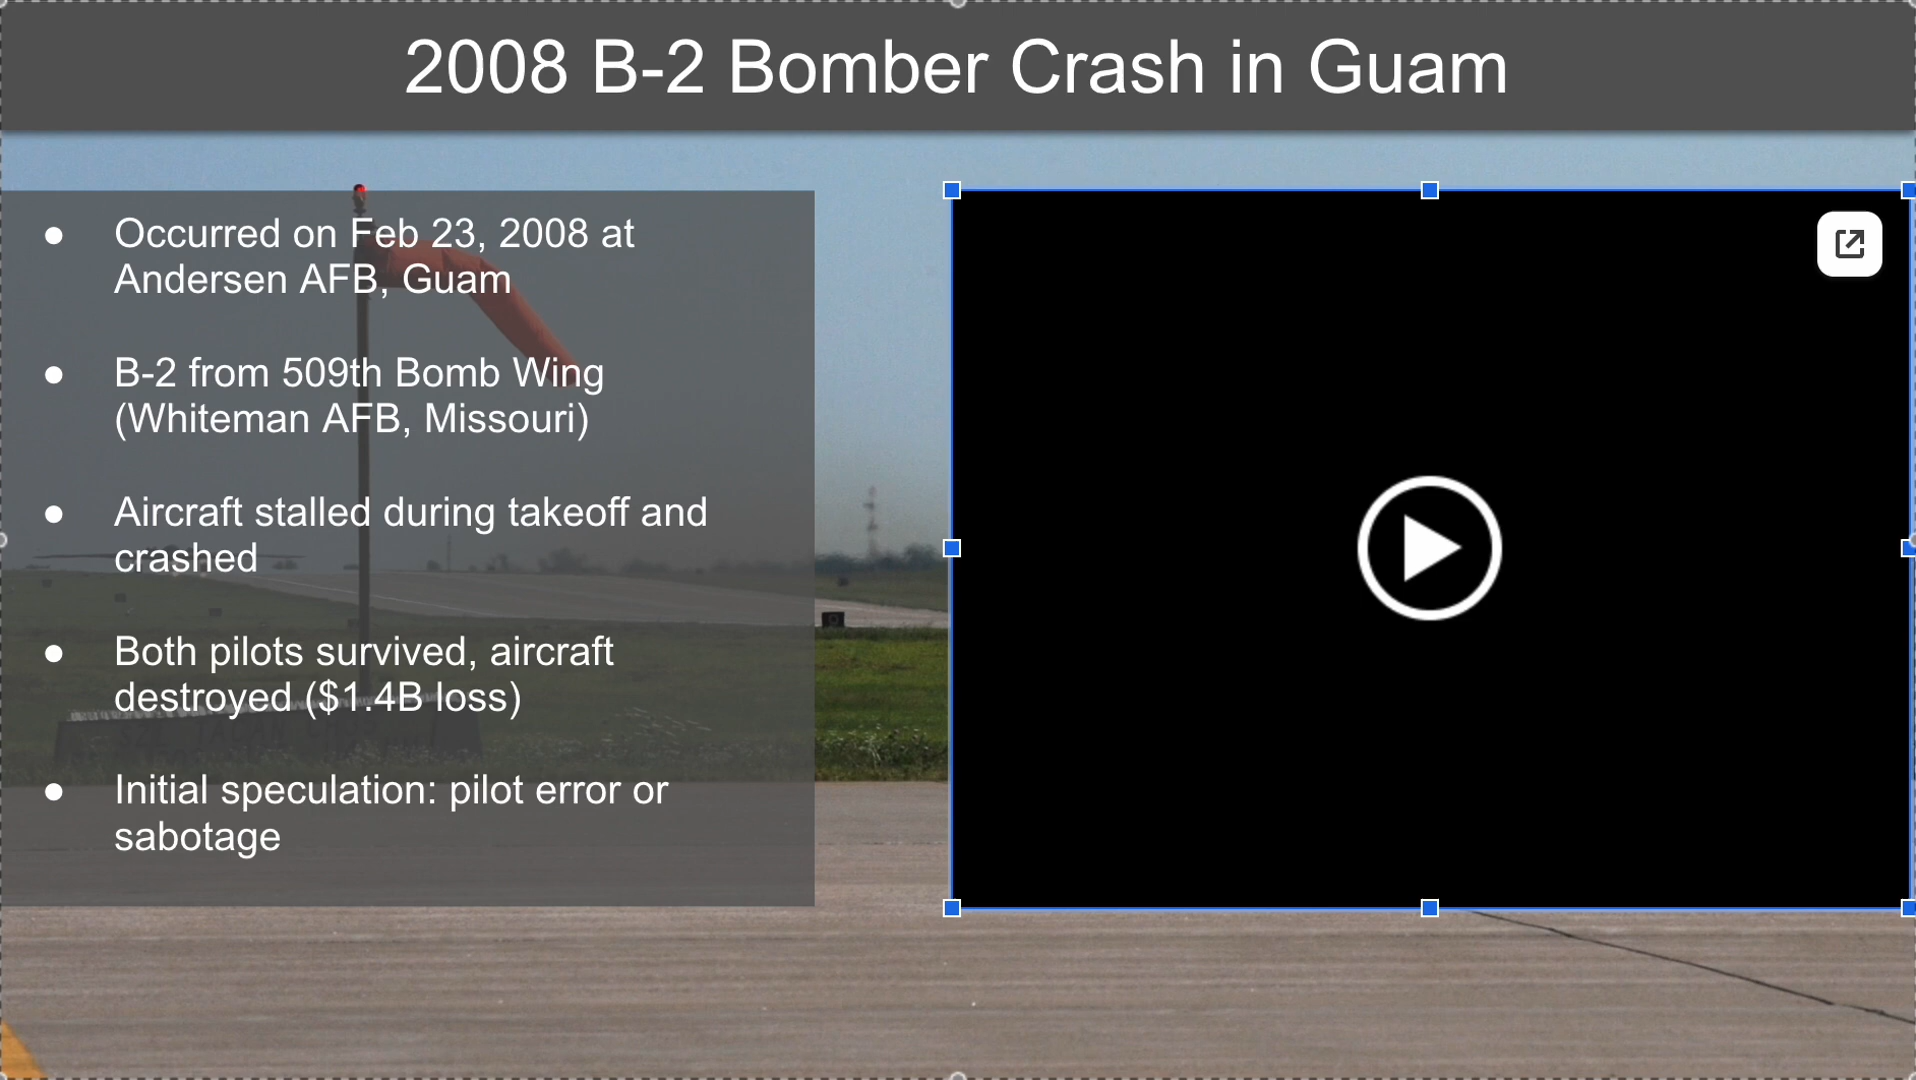 2008 B-2 Bomber Crash in Guam
● Occurred on Feb 23, 2008 at
Andersen AFB, Guam
● B-2 from 509th Bomb Wing
(Whiteman AFB, Missouri)
● Aircraft stalled during takeoff and
crashed
● Both pilots survived, aircraft
destroyed ($1.4B loss)
● Initial speculation: pilot error or
sabotage